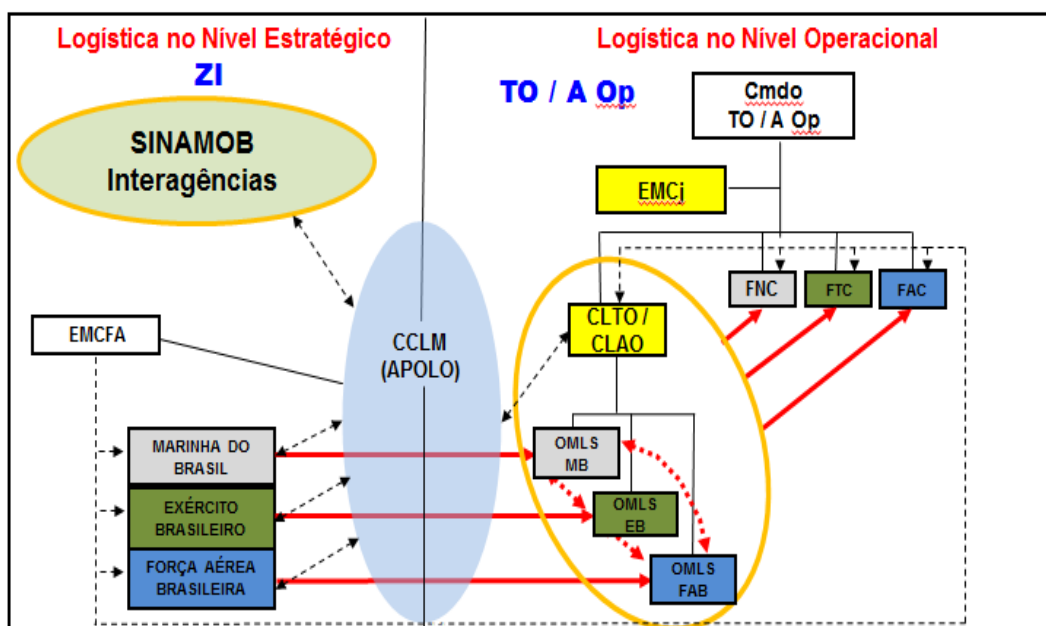 Logística no Nível Estratégico
ZI
SINAMOB
Interagências
EMCFA
MARINHA DO
BRASIL
EXÉRCITO
BRASILEIRO
FORÇA AÉREA
BRASILEIRA
CCLM
(APOLO)
Logística no Nível Operacional
TO / A Op
Cmdo
TO / A Op
EMCj
FNC
FTC
FAC
CLTO /
CLAO
OMLS
MB
OMLS
EB
OMLS
FAB